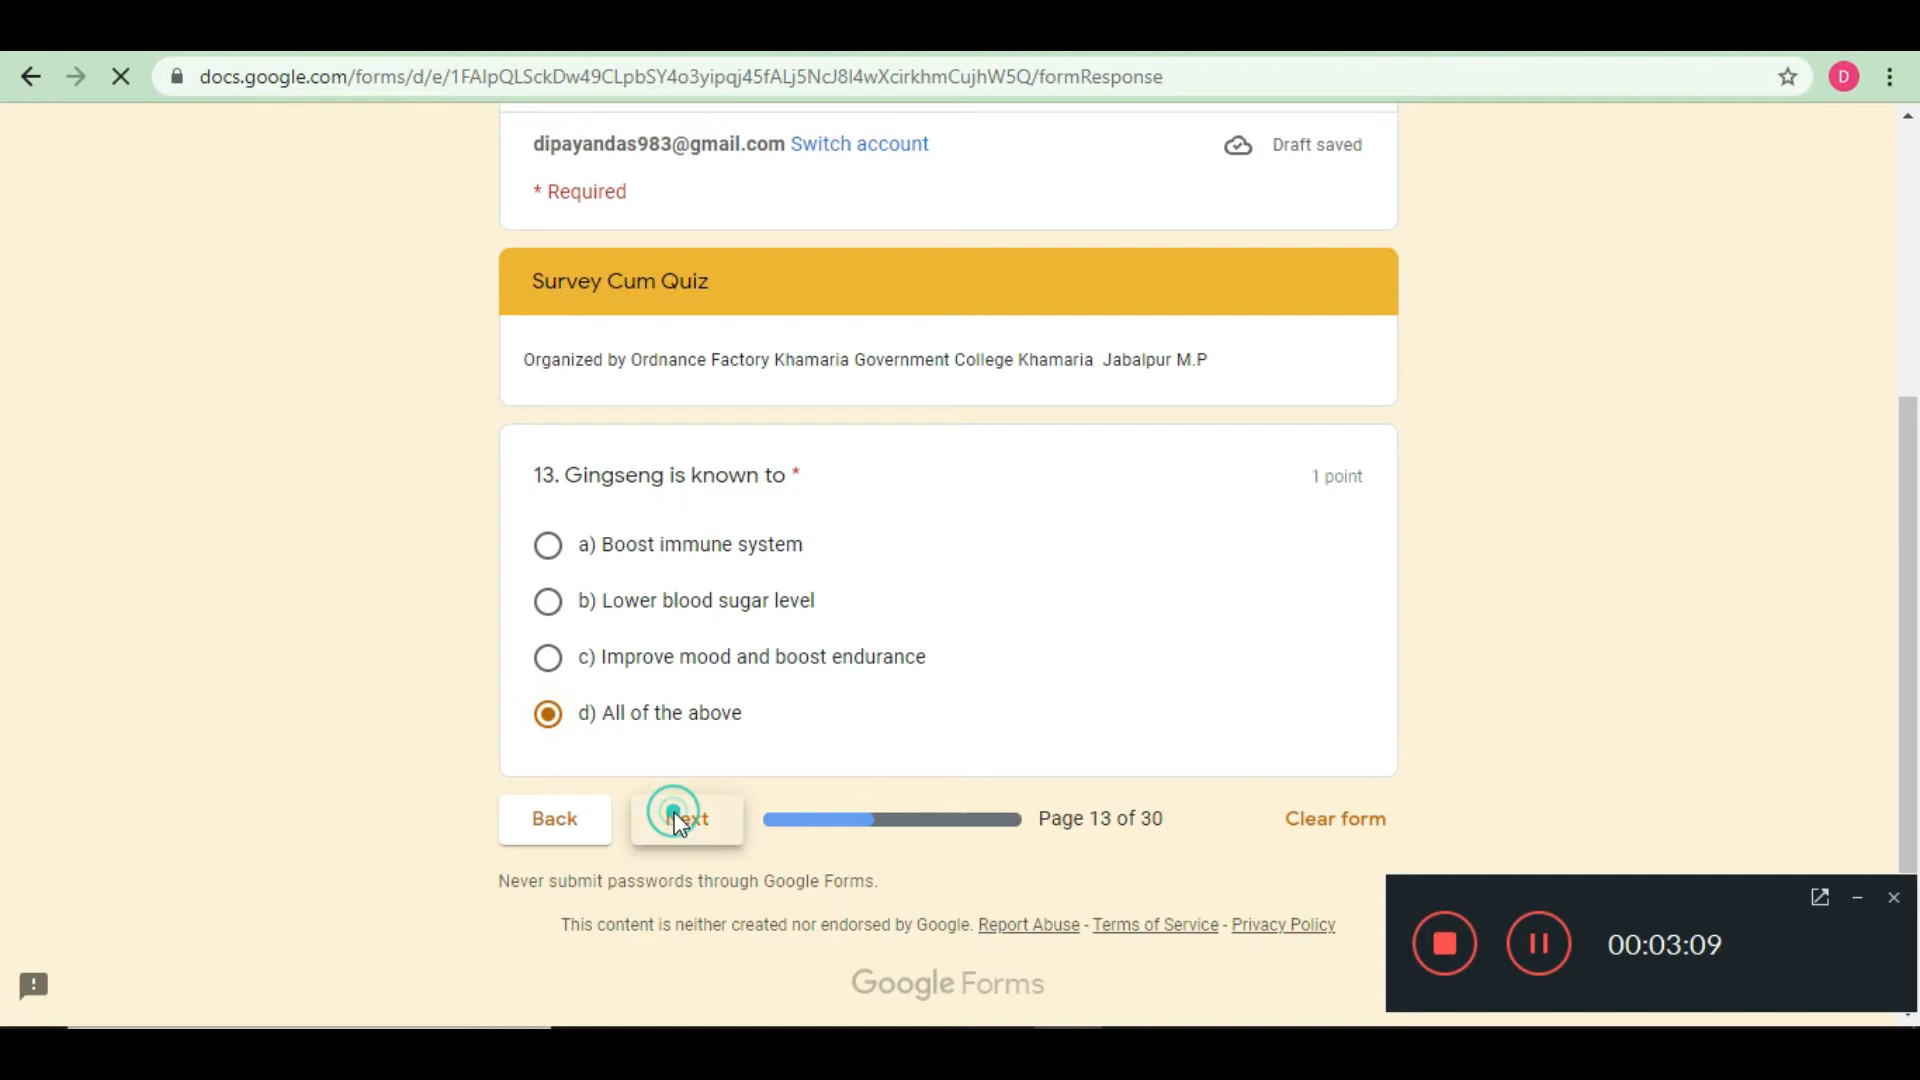 docs.google.com/forms/d/e/1FAIpQLSckDw49CLpbSY4o3yipqj45fALj5NcJ8I4wXcirkhmCujhW5Q/formResponse
D
dipayandas983@gmail.com Switch account
Draft saved
* Required
Survey Cum Quiz
Organized by Ordnance Factory Khamaria Government College Khamaria Jabalpur M.P
13. Gingseng is known to *
1 point
a) Boost immune system
b) Lower blood sugar level
c) Improve mood and boost endurance
d) All of the above
Back
Next
Page 13 of 30
Clear form
Never submit passwords through Google Forms.
This content is neither created nor endorsed by Google. Report Abuse - Terms of Service - Privacy Policy
Google Forms
00:03:09